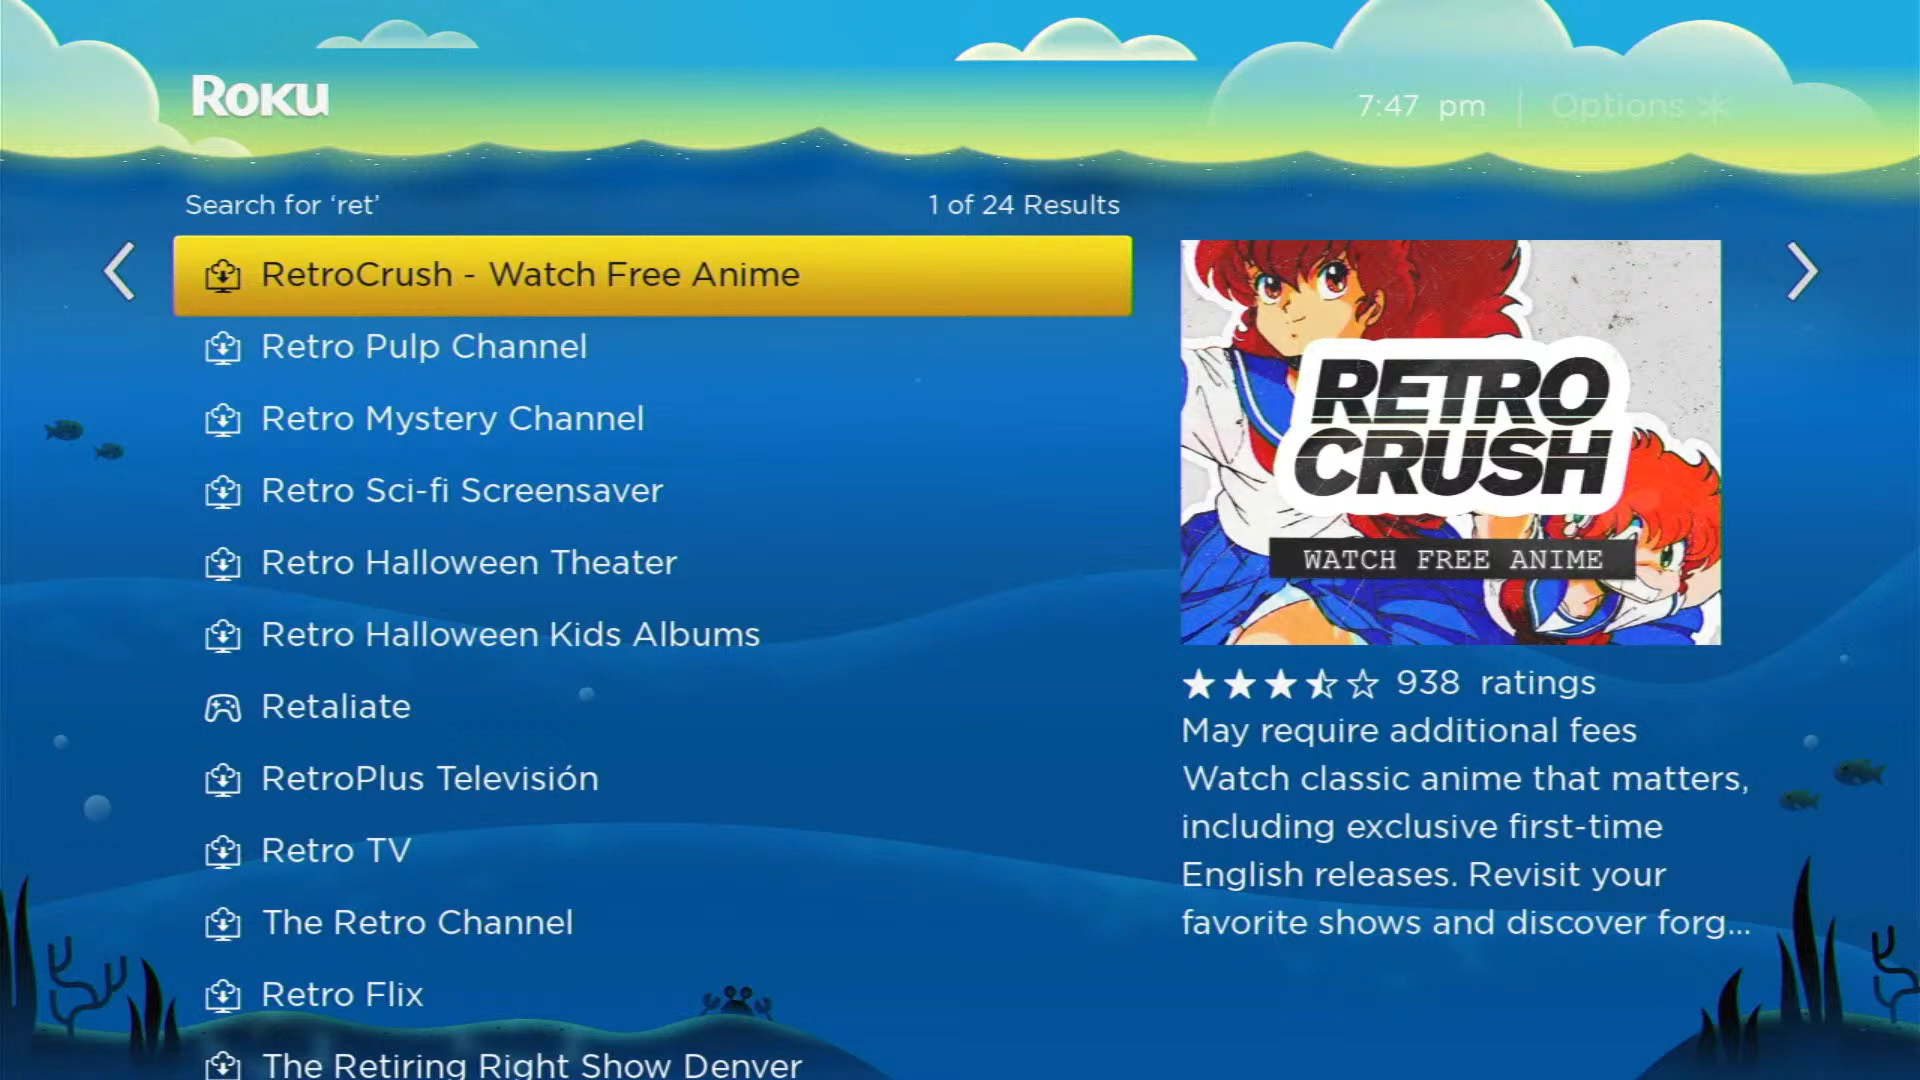 Roku
7:47 pm | Options *
Search for ‘ret’
1 of 24 Results
RetroCrush - Watch Free Anime
Retro Pulp Channel
Retro Mystery Channel
Retro Sci-fi Screensaver
Retro Halloween Theater
Retro Halloween Kids Albums
Retaliate
RetroPlus Televisión
Retro TV
The Retro Channel
Retro Flix
The Retiring Right Show Denver
RETRO
CRUSH
WATCH FREE ANIME
938 ratings
May require additional fees
Watch classic anime that matters,
including exclusive first-time
English releases. Revisit your
favorite shows and discover forg...